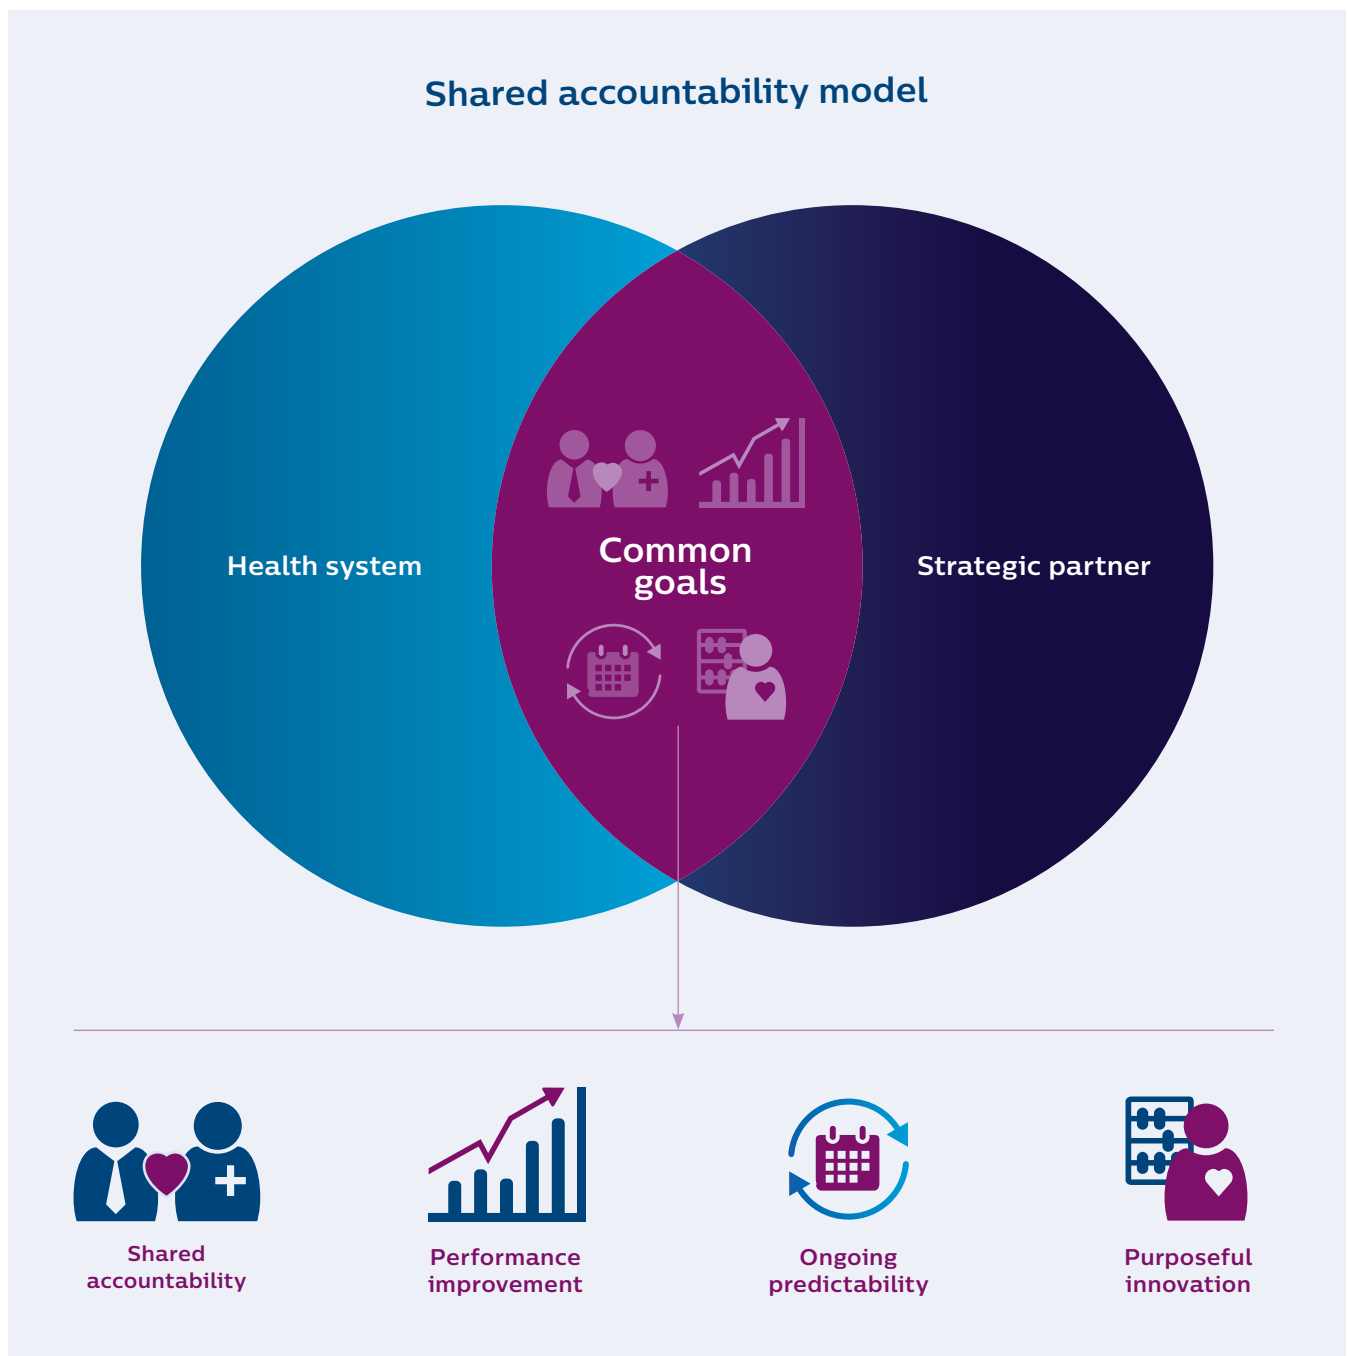 Shared accountability model
Health system
Common
goals
Strategic partner
Shared
accountability
Performance
improvement
Ongoing
predictability
Purposeful
innovation